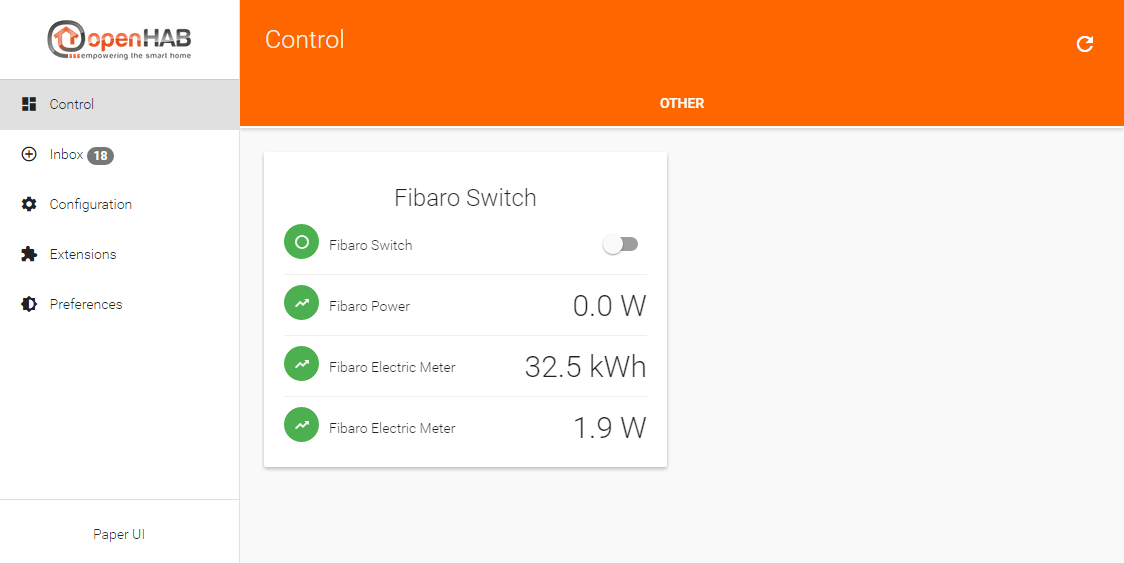 openHAB
empowering the smart home
Control
Inbox 18
Configuration
Extensions
Preferences
Paper UI
Control
OTHER
Fibaro Switch
Fibaro Switch
Fibaro Power 0.0 W
Fibaro Electric Meter 32.5 kWh
Fibaro Electric Meter 1.9 W